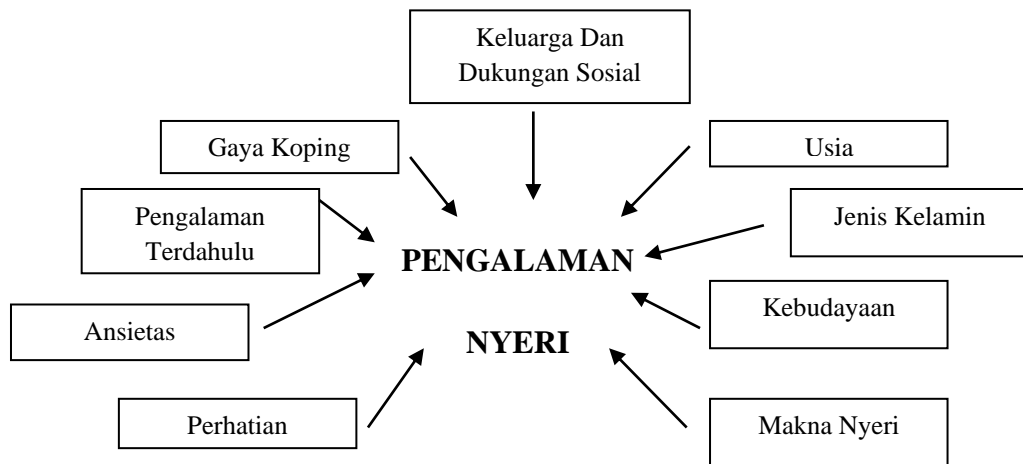 Keluarga Dan
Dukungan Sosial
Gaya Koping
Usia
Pengalaman
Terdahulu
Jenis Kelamin
PENGALAMAN
NYERI
Ansietas
Kebudayaan
Perhatian
Makna Nyeri